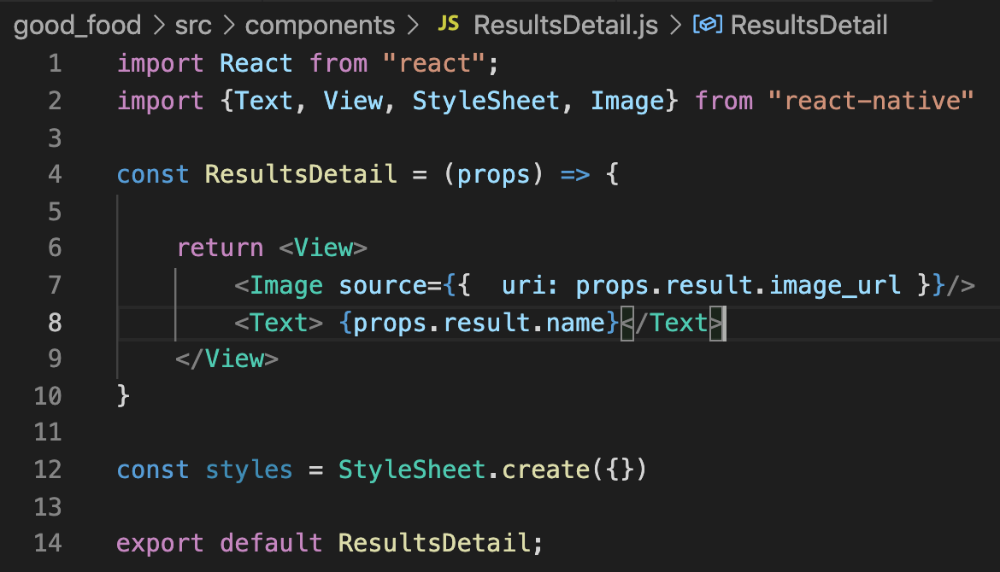 good_food > src > components > JS ResultsDetail.js > ResultsDetail
1 import React from "react";
2 import {Text, View, StyleSheet, Image} from "react-native"
3
4 const ResultsDetail = (props) => {
5
6     return <View>
7         <Image source={{  uri: props.result.image_url }}/>
8         <Text> {props.result.name}</Text>
9     </View>
10 }
11
12 const styles = StyleSheet.create({})
13
14 export default ResultsDetail;